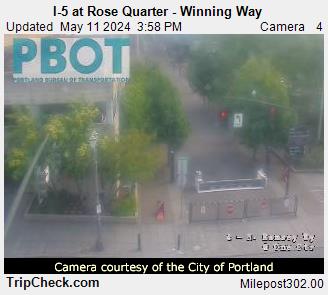 I-5 at Rose Quarter - Winning Way
Updated May 11 2024 3:58 PM Camera 4
PBOT
PORTLAND BUREAU OF TRANSPORTATION
Camera courtesy of the City of Portland
TripCheck.com Milepost302.00